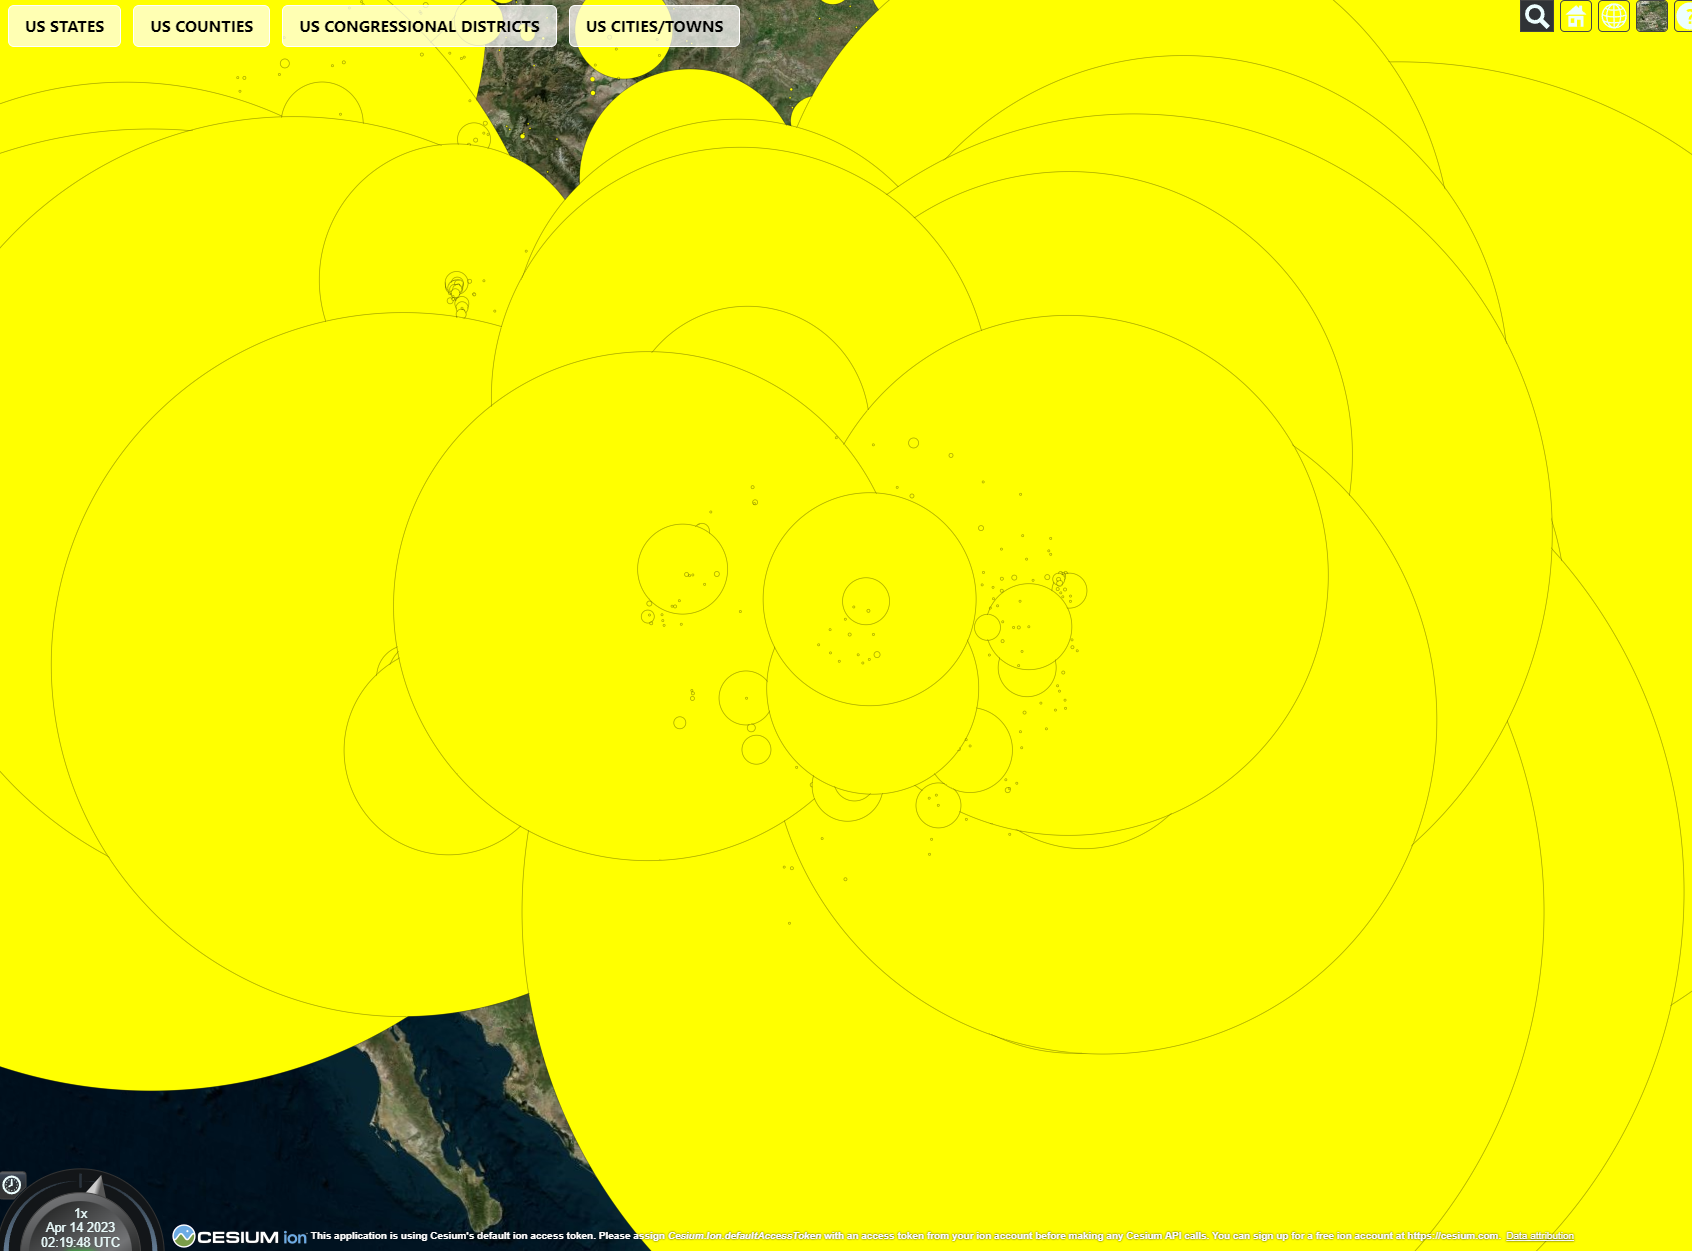 US STATES
US COUNTIES
US CONGRESSIONAL DISTRICTS
US CITIES/TOWNS
1x
Apr 14 2023
02:19:48 UTC
CESIUM ion This application is using Cesium's default ion access token. Please assign Cesium.Ion.defaultAccessToken with an access token from your ion account before making any Cesium API calls. You can sign up for a free ion account at https://cesium.com. Data attribution